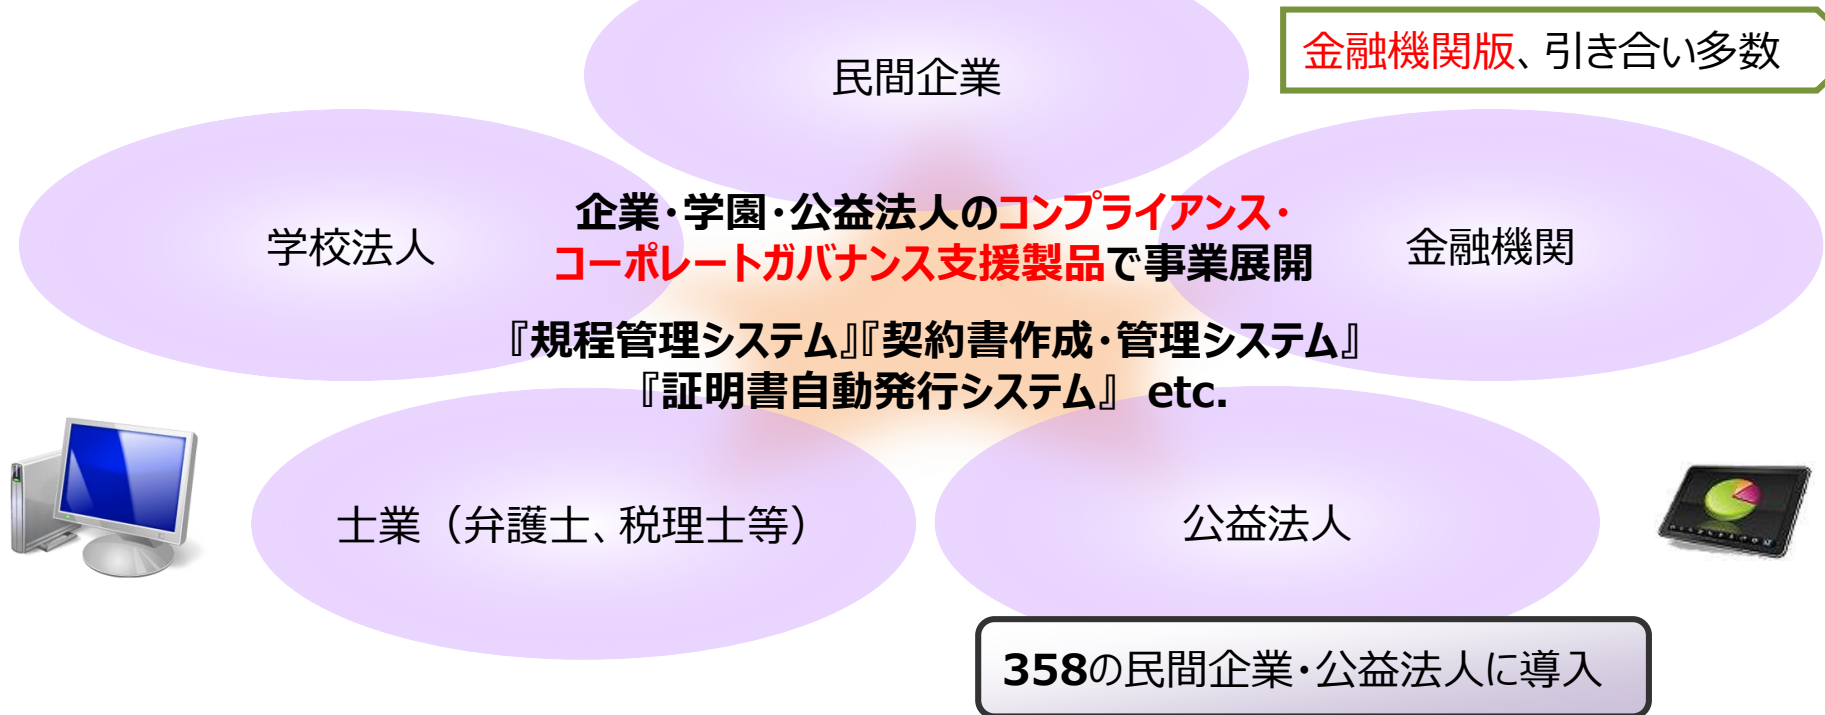 民間企業
金融機関版、引き合い多数
学校法人
金融機関
企業・学園・公益法人のコンプライアンス・
コーポレートガバナンス支援製品で事業展開
『規程管理システム』『契約書作成・管理システム』
『証明書自動発行システム』 etc.
士業（弁護士、税理士等）
公益法人
358の民間企業・公益法人に導入